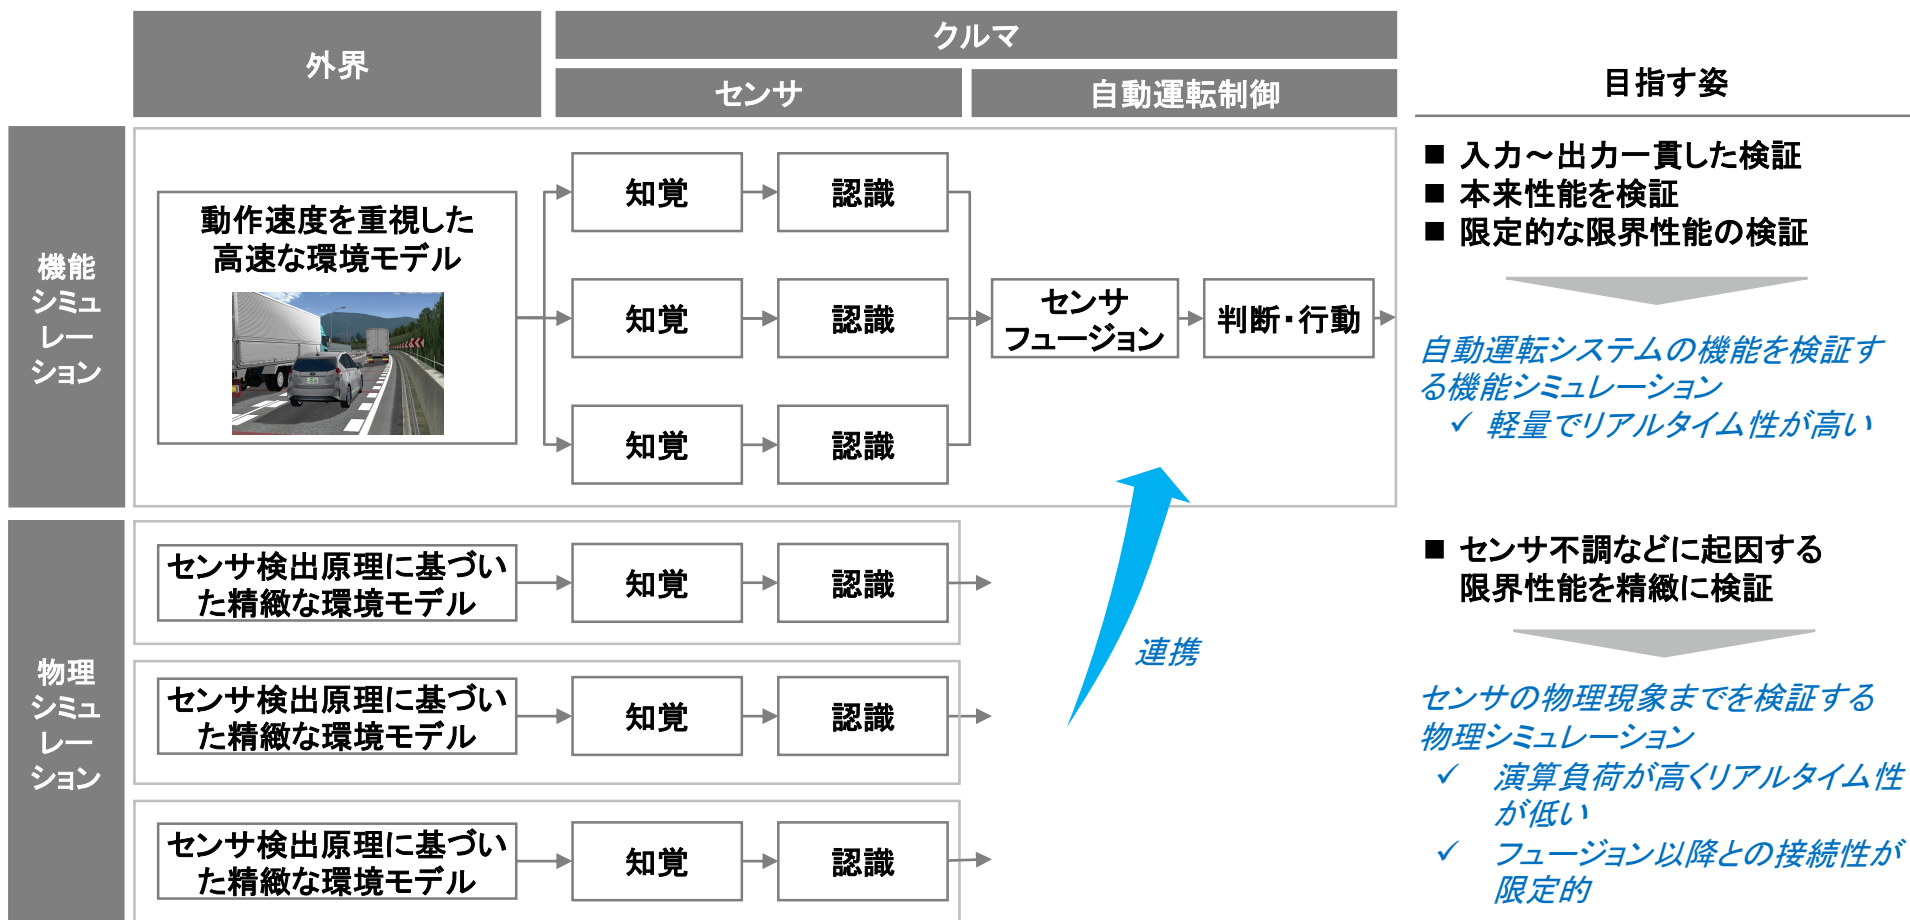 外界
クルマ
センサ
自動運転制御
目指す姿
機能
シミュ
レー
ション
動作速度を重視した
高速な環境モデル
知覚
認識
知覚
認識
知覚
認識
センサ
フュージョン
判断・行動
■ 入力～出力一貫した検証
■ 本来性能を検証
■ 限定的な限界性能の検証
自動運転システムの機能を検証す
る機能シミュレーション
✓ 軽量でリアルタイム性が高い
物理
シミュ
レー
ション
センサ検出原理に基づい
た精緻な環境モデル
知覚
認識
センサ検出原理に基づい
た精緻な環境モデル
知覚
認識
センサ検出原理に基づい
た精緻な環境モデル
知覚
認識
連携
■ センサ不調などに起因する
限界性能を精緻に検証
センサの物理現象までを検証する
物理シミュレーション
✓ 演算負荷が高くリアルタイム性
が低い
✓ フュージョン以降との接続性が
限定的